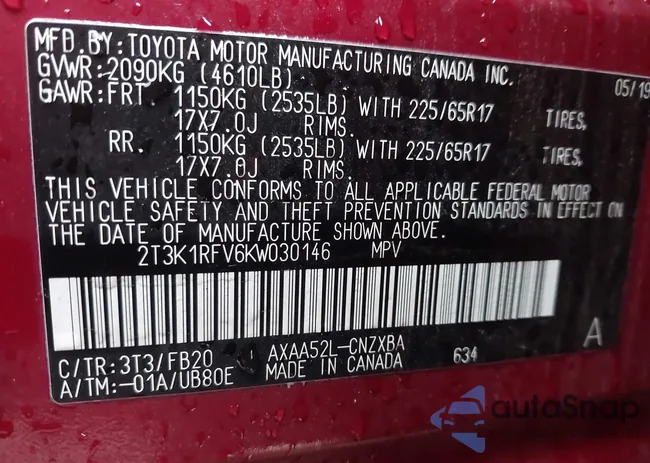 MFD.BY: TOYOTA MOTOR MANUFACTURING CANADA INC.
GVWR: 2090KG (4610LB) 05/19
GAWR: FRT. 1150KG (2535LB) WITH 225/65R17 TIRES,
17X7.0J RIMS.
RR. 1150KG (2535LB) WITH 225/65R17 TIRES,
17X7.0J RIMS.
THIS VEHICLE CONFORMS TO ALL APPLICABLE FEDERAL MOTOR
VEHICLE SAFETY AND THEFT PREVENTION STANDARDS IN EFFECT ON
THE DATE OF MANUFACTURE SHOWN ABOVE.
2T3K1RFV6KW030146 MPV
A
C/TR: 3T3/FB20 AXAA52L-CNZXBA 634
A/TM: -01A/UB80E MADE IN CANADA
autoSnap